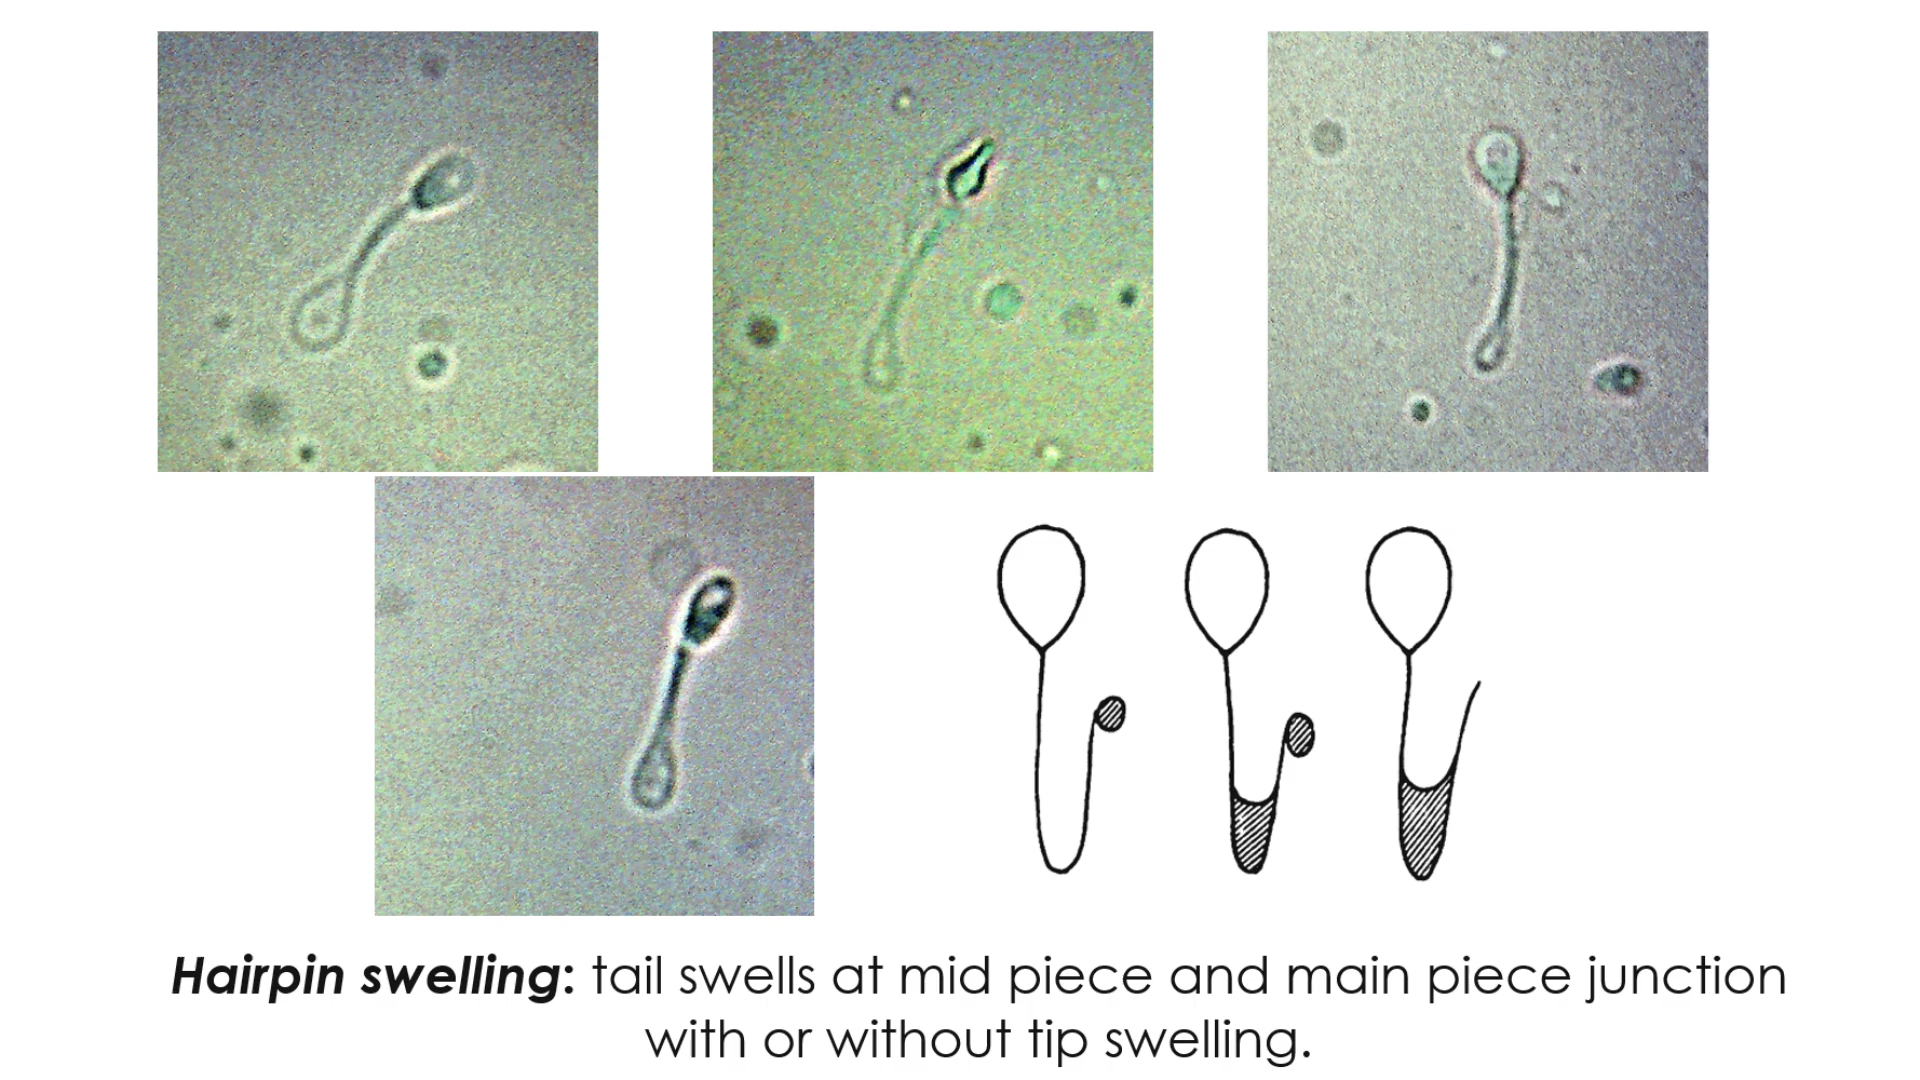 Hairpin swelling: tail swells at mid piece and main piece junction
with or without tip swelling.